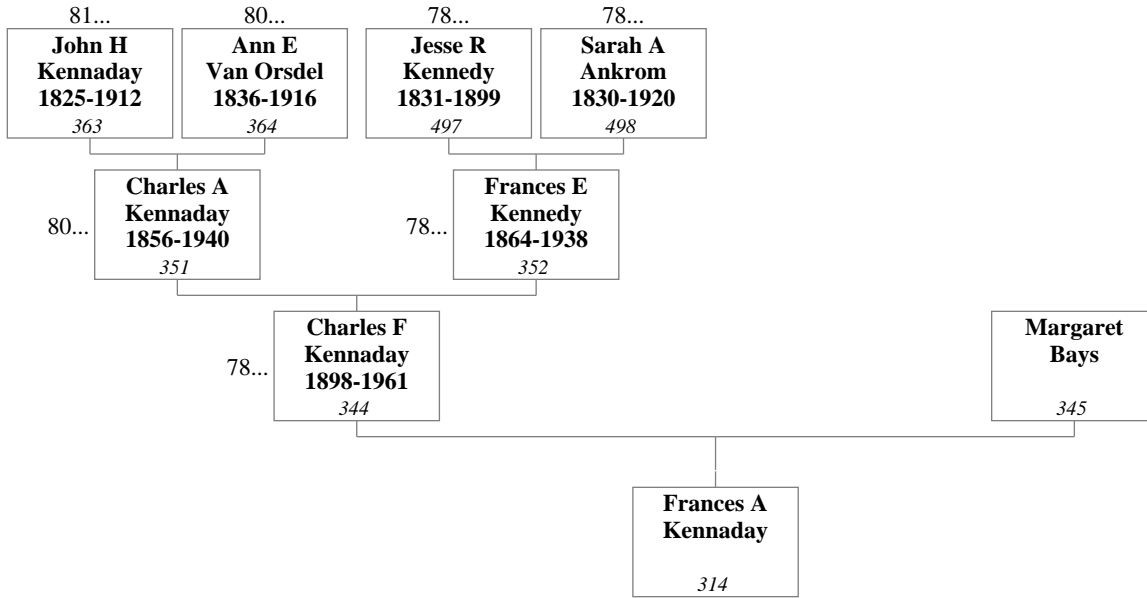 81...
80...
78...
78...
John H
Kennaday
1825-1912
363
Ann E
Van Orsdel
1836-1916
364
Jesse R
Kennedy
1831-1899
497
Sarah A
Ankrom
1830-1920
498
80...
Charles A
Kennaday
1856-1940
351
78...
Frances E
Kennedy
1864-1938
352
78...
Charles F
Kennaday
1898-1961
344
Margaret
Bays
345
Frances A
Kennaday
314